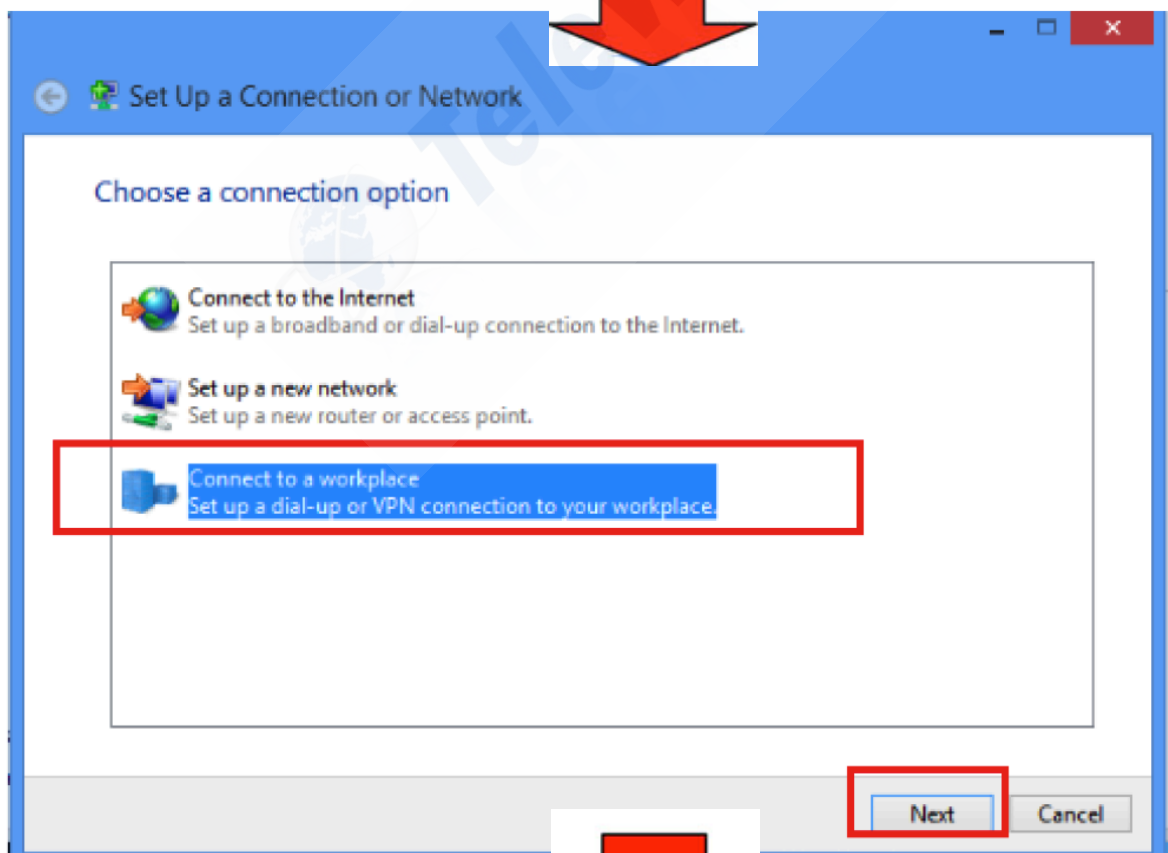 Set Up a Connection or Network
Choose a connection option
Connect to the Internet
Set up a broadband or dial-up connection to the Internet.
Set up a new network
Set up a new router or access point.
Connect to a workplace
Set up a dial-up or VPN connection to your workplace.
Next
Cancel